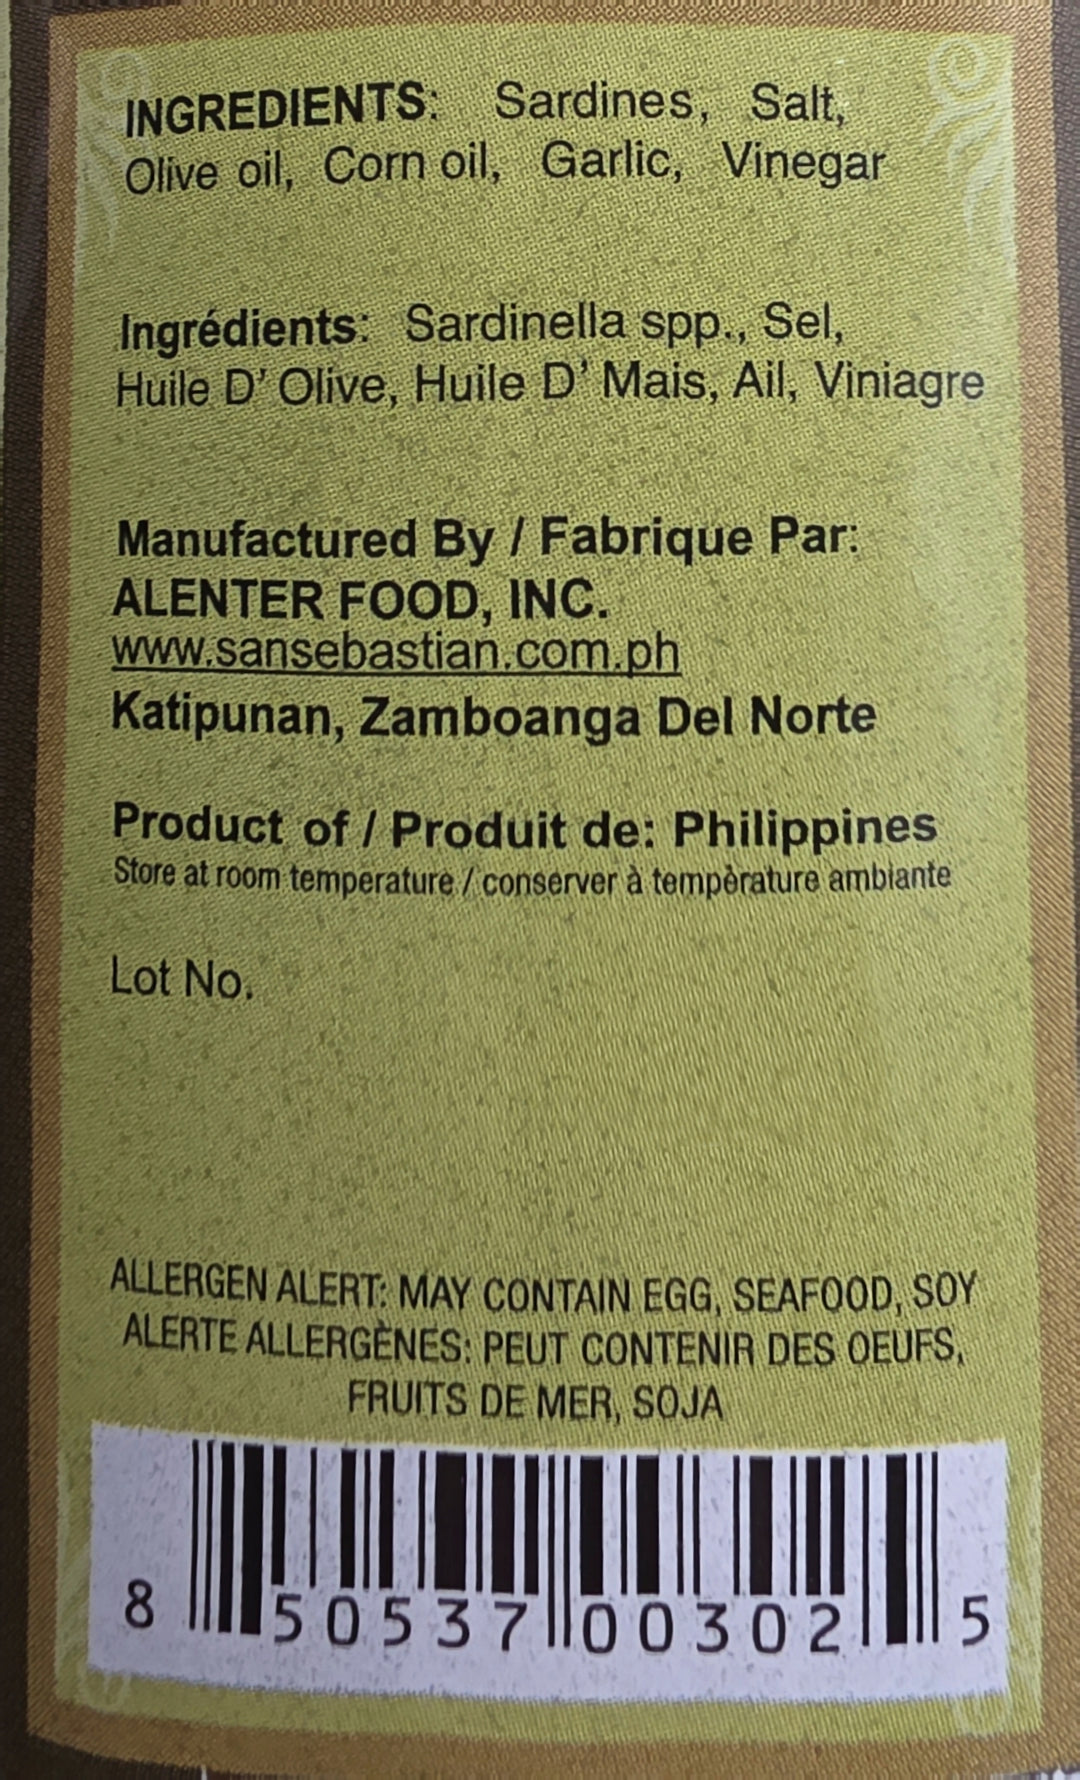 INGREDIENTS: Sardines, Salt,
Olive oil, Corn oil, Garlic, Vinegar
Ingrédients: Sardinella spp., Sel,
Huile D' Olive, Huile D' Mais, Ail, Viniagre
Manufactured By / Fabrique Par:
ALENTER FOOD, INC.
www.sansebastian.com.ph
Katipunan, Zamboanga Del Norte
Product of / Produit de: Philippines
Store at room temperature / conserver à tempèrature ambiante
Lot No.
ALLERGEN ALERT: MAY CONTAIN EGG, SEAFOOD, SOY
ALERTE ALLERGÈNES: PEUT CONTENIR DES OEUFS,
FRUITS DE MER, SOJA
8 50537 00302 5